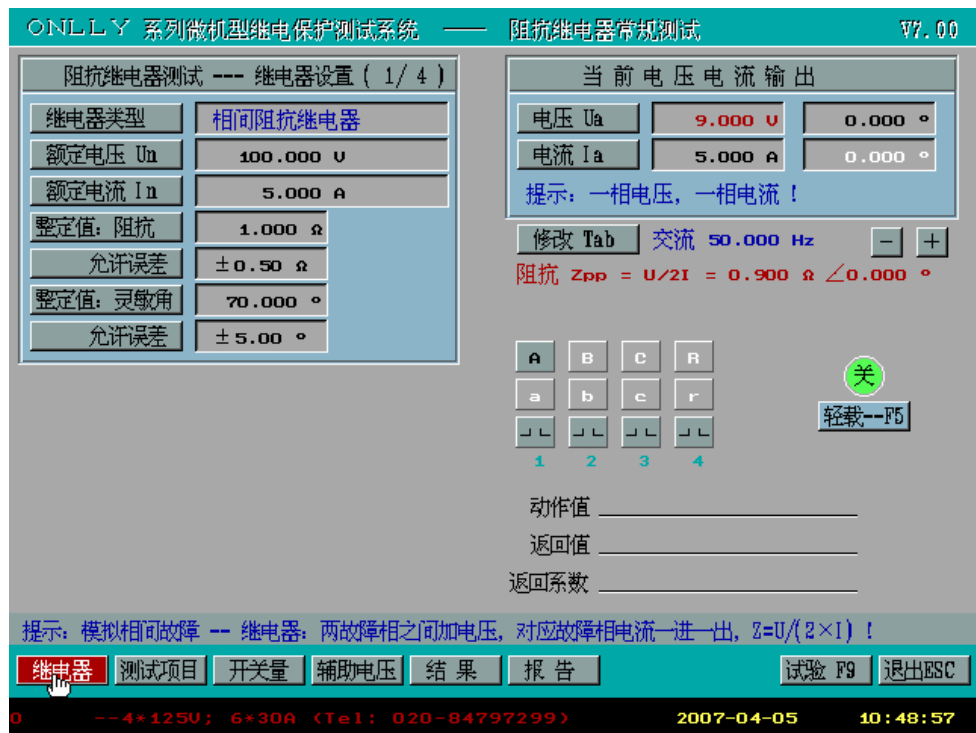 ONLLY 系列微机型继电保护测试系统 —— 阻抗继电器常规测试 V7.00
阻抗继电器测试 --- 继电器设置 ( 1/ 4 )
继电器类型 相间阻抗继电器
额定电压 Un 100.000 V
额定电流 In 5.000 A
整定值: 阻抗 1.000 Ω
允许误差 ±0.50 Ω
整定值: 灵敏角 70.000 °
允许误差 ±5.00 °
当 前 电 压 电 流 输 出
电压 Ua 9.000 V 0.000 °
电流 Ia 5.000 A 0.000 °
提示: 一相电压, 一相电流 !
修改 Tab 交流 50.000 Hz - +
阻抗 Zpp = U/2I = 0.900 Ω ∠0.000 °
A B C R
a b c r
1 2 3 4
关
轻载--F5
动作值
返回值
返回系数
提示: 模拟相间故障 -- 继电器: 两故障相之间加电压, 对应故障相电流一进一出, Z=U/(2×I) !
继电器 测试项目 开关量 辅助电压 结 果 报 告 试验 F9 退出ESC
0 --4*125V; 6*30A (Tel: 020-84797299) 2007-04-05 10:48:57